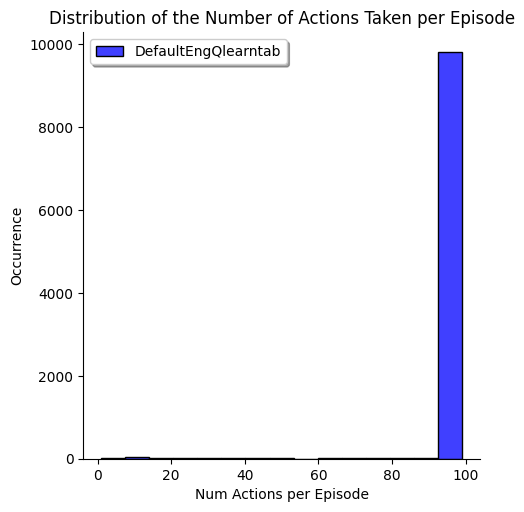 Distribution of the Number of Actions Taken per Episode
DefaultEngQlearntab
10000
8000
6000
4000
2000
0
Occurrence
0 20 40 60 80 100
Num Actions per Episode